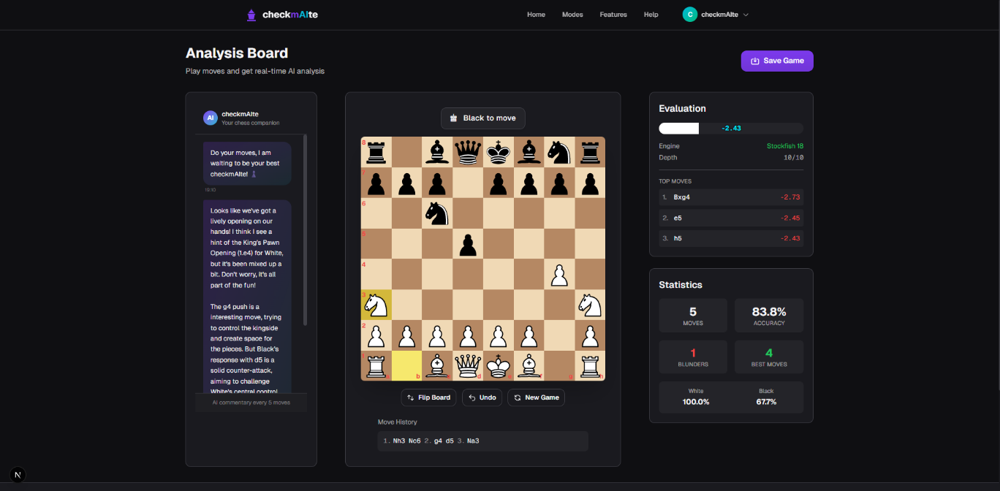 checkmAIte
Home
Modes
Features
Help
C
checkmAIte
Analysis Board
Play moves and get real-time AI analysis
Save Game
AI
checkmAIte
Your chess companion
Do your moves, I am
waiting to be your best
checkmAIte!
19:10
Looks like we've got a
lively opening on our
hands! I think I see a
hint of the King's Pawn
Opening (1.e4) for White,
but it's been mixed up a
bit. Don't worry, it's all
part of the fun!
The g4 push is a
interesting move, trying
to control the kingside
and create space for
the pieces. But Black's
response with d5 is a
solid counter-attack,
aiming to challenge
White's central control
AI commentary every 5 moves
Black to move
8
7
6
5
4
3
2
1
b
d
e
f
g
h
Flip Board
Undo
New Game
Move History
1. Nh3 Nc6 2. g4 d5 3. Na3
Evaluation
-2.43
Engine
Stockfish 18
Depth
10/10
TOP MOVES
1. Bxg4
-2.73
2. e5
-2.45
3. h5
-2.43
Statistics
5
MOVES
83.8%
ACCURACY
1
BLUNDERS
4
BEST MOVES
White
100.0%
Black
67.7%
N